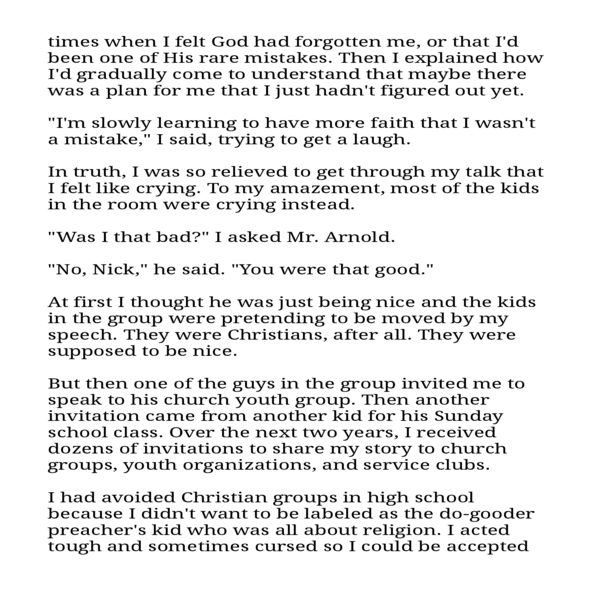 times when I felt God had forgotten me, or that I'd
been one of His rare mistakes. Then I explained how
I'd gradually come to understand that maybe there
was a plan for me that I just hadn't figured out yet.
"I'm slowly learning to have more faith that I wasn't
a mistake," I said, trying to get a laugh.
In truth, I was so relieved to get through my talk that
I felt like crying. To my amazement, most of the kids
in the room were crying instead.
"Was I that bad?" I asked Mr. Arnold.
"No, Nick," he said. "You were that good."
At first I thought he was just being nice and the kids
in the group were pretending to be moved by my
speech. They were Christians, after all. They were
supposed to be nice.
But then one of the guys in the group invited me to
speak to his church youth group. Then another
invitation came from another kid for his Sunday
school class. Over the next two years, I received
dozens of invitations to share my story to church
groups, youth organizations, and service clubs.
I had avoided Christian groups in high school
because I didn't want to be labeled as the do-gooder
preacher's kid who was all about religion. I acted
tough and sometimes cursed so I could be accepted